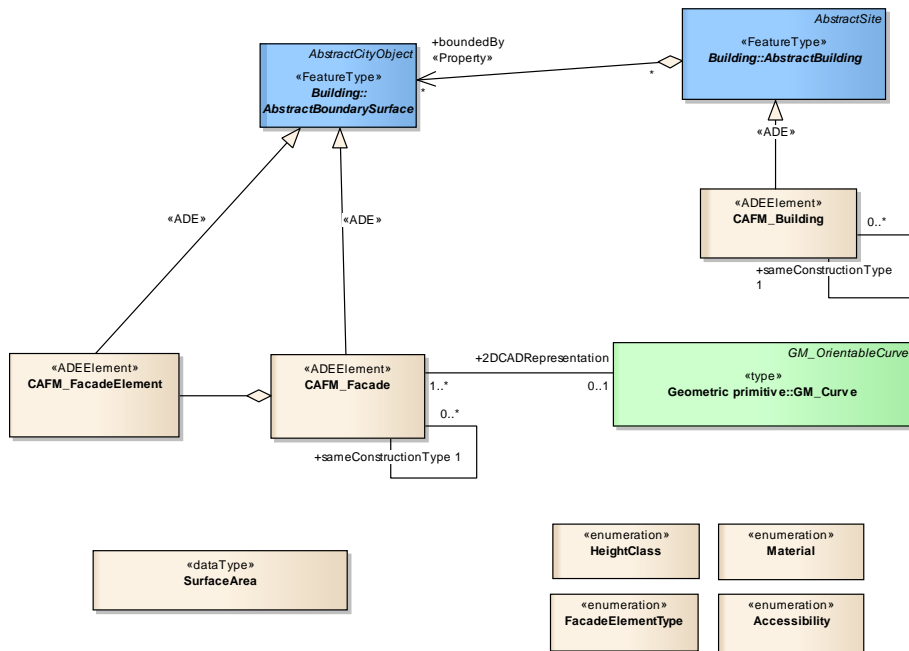 AbstractSite
«FeatureType»
Building::AbstractBuilding
+boundedBy
«Property»
*
*
AbstractCityObject
«FeatureType»
Building::
AbstractBoundarySurface
«ADE»
«ADEElement»
CAFM_Building
0..*
+sameConstructionType
1
«ADE»
«ADE»
«ADEElement»
CAFM_FacadeElement
«ADEElement»
CAFM_Facade
+2DCADRepresentation
1..*
0..1
GM_OrientableCurve
«type»
Geometric primitive::GM_Curve
0..*
+sameConstructionType 1
«dataType»
SurfaceArea
«enumeration»
HeightClass
«enumeration»
Material
«enumeration»
FacadeElementType
«enumeration»
Accessibility